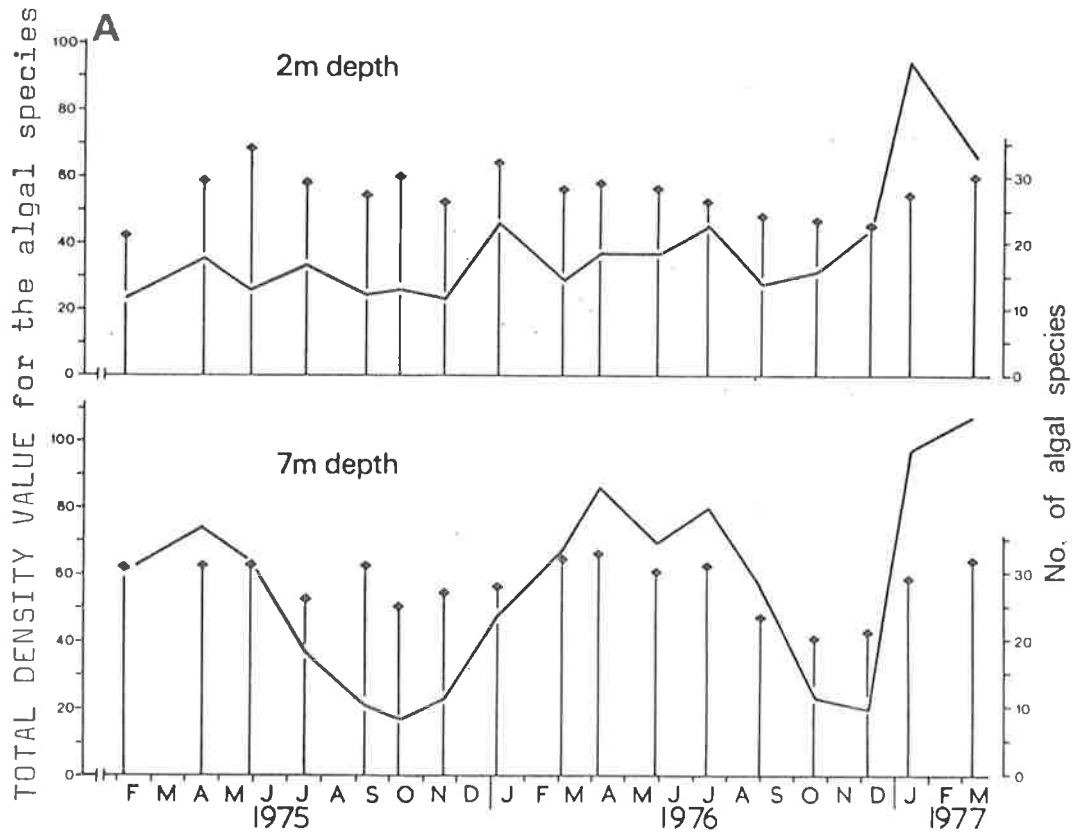 A
2m depth
TOTAL DENSITY VALUE for the algal species
100
80
60
40
20
0
30
20
10
0
No. of algal species
7m depth
100
80
60
40
20
0
30
20
10
0
F M A M J J A S O N D J F M A M J J A S O N D J F M
1975 1976 1977